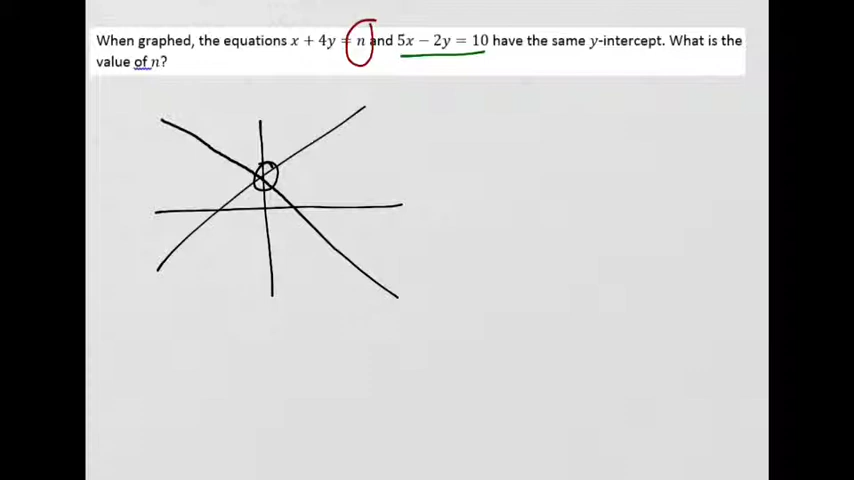 When graphed, the equations x + 4y = n and 5x − 2y = 10 have the same y-intercept. What is the
value of n?